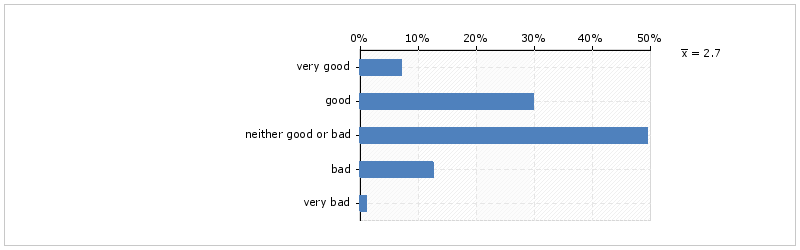 0% 10% 20% 30% 40% 50%
x̅ = 2.7
very good
good
neither good or bad
bad
very bad